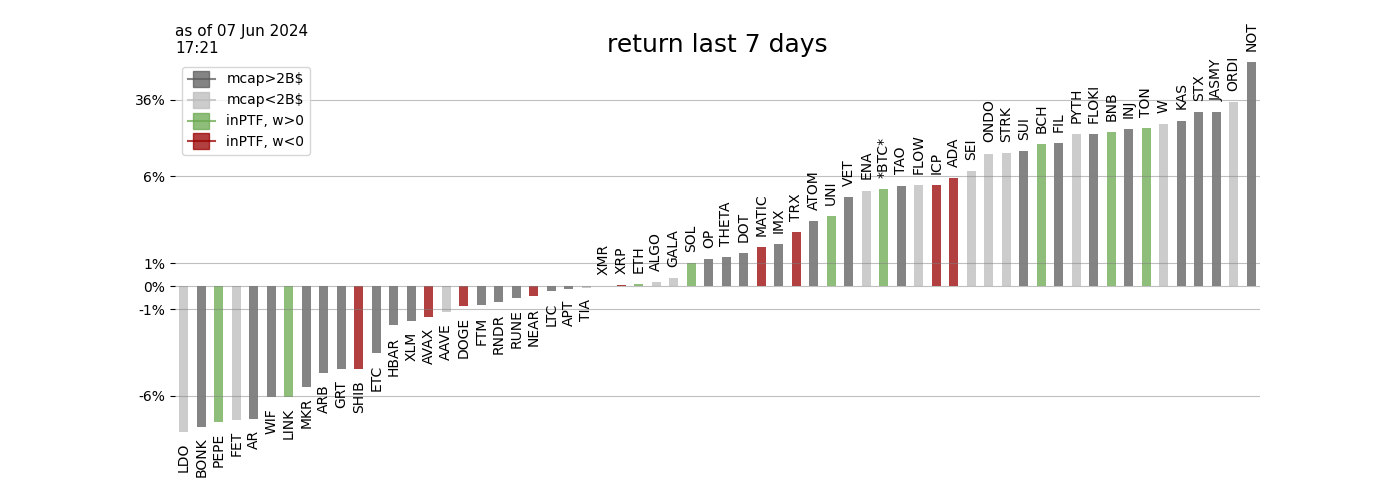 as of 07 Jun 2024
17:21
return last 7 days
mcap>2B$
mcap<2B$
inPTF, w>0
inPTF, w<0
36%
6%
1%
0%
-1%
-6%
LDO
BONK
PEPE
FET
AR
WIF
LINK
MKR
ARB
GRT
SHIB
ETC
HBAR
XLM
AVAX
AAVE
DOGE
FTM
RNDR
RUNE
NEAR
LTC
APT
TIA
XMR
XRP
ETH
ALGO
GALA
SOL
OP
THETA
DOT
MATIC
IMX
TRX
ATOM
UNI
VET
ENA
*BTC*
TAO
FLOW
ICP
ADA
SEI
ONDO
STRK
SUI
BCH
FIL
PYTH
FLOKI
BNB
INJ
TON
W
KAS
STX
JASMY
ORDI
NOT